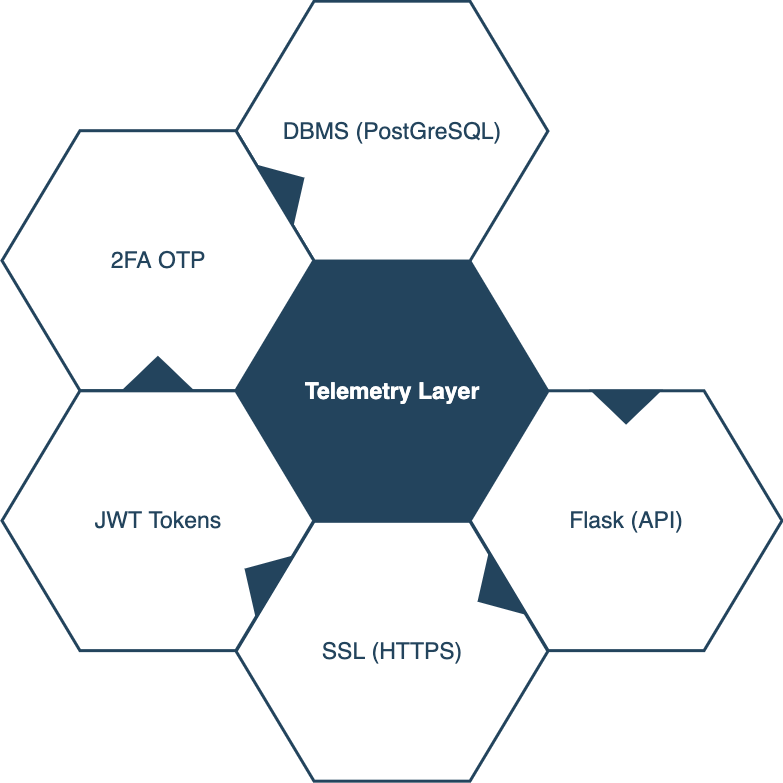 DBMS (PostGreSQL)
2FA OTP
Telemetry Layer
JWT Tokens
Flask (API)
SSL (HTTPS)